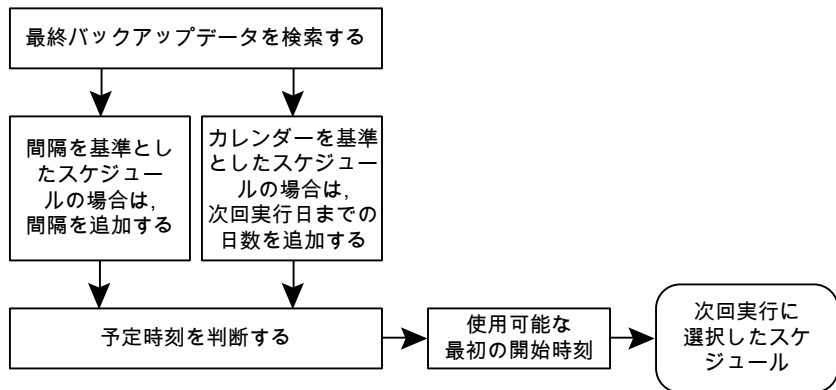 最終バックアップデータを検索する
間隔を基準とし
たスケジュー
ルの場合は,
間隔を追加する
カレンダーを基準
としたスケジュー
ルの場合は,
次回実行日までの
日数を追加する
予定時刻を判断する
使用可能な
最初の開始時刻
次回実行に
選択したスケ
ジュール